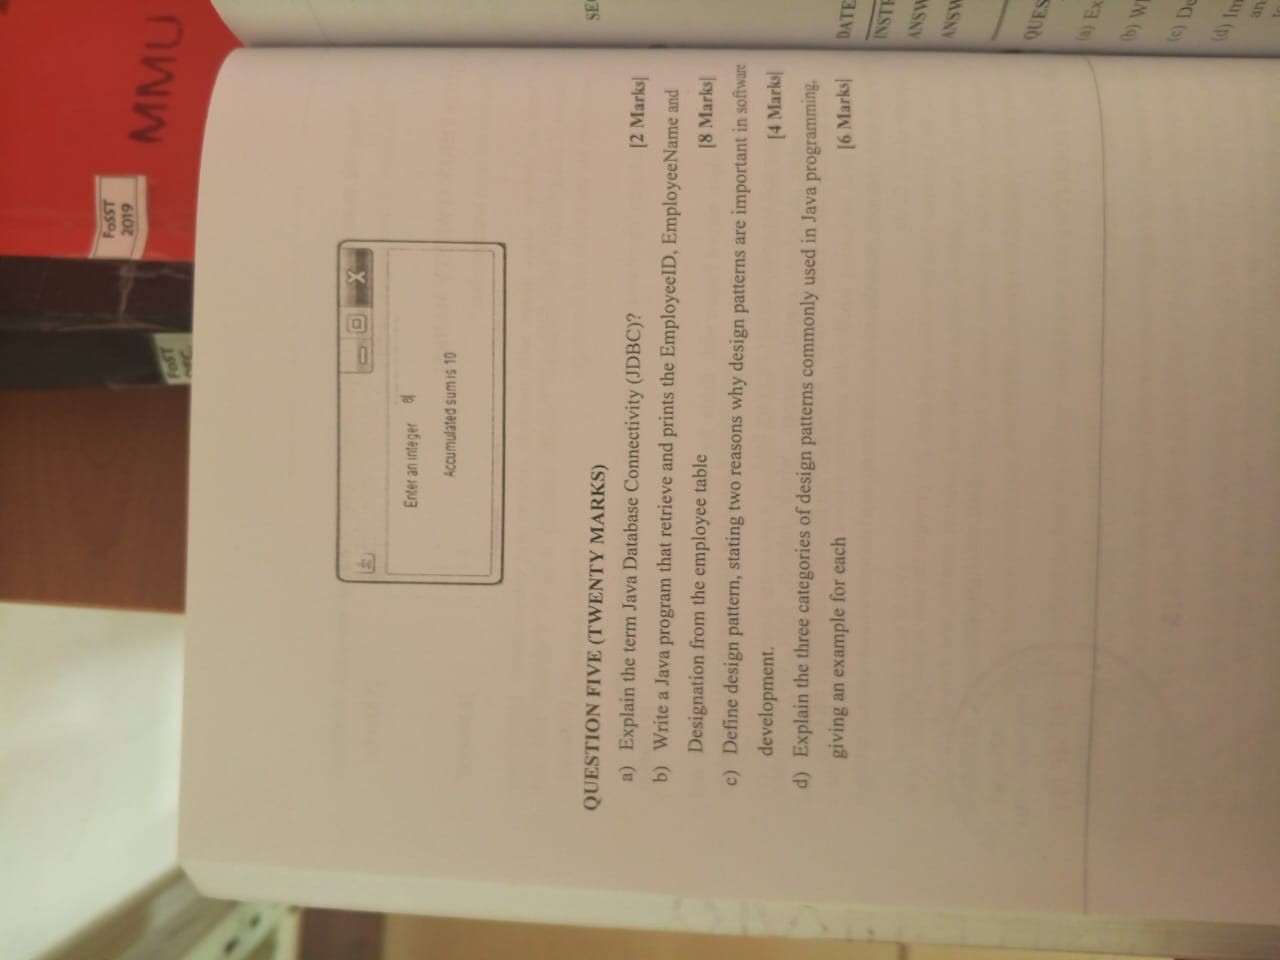 FoSST
2019
MMU
FoST
DEC.
X
Enter an integer 8
Accumulated sum is 10
QUESTION FIVE (TWENTY MARKS)
a) Explain the term Java Database Connectivity (JDBC)? [2 Marks]
b) Write a Java program that retrieve and prints the EmployeeID, EmployeeName and
Designation from the employee table [8 Marks]
c) Define design pattern, stating two reasons why design patterns are important in software
development. [4 Marks]
d) Explain the three categories of design patterns commonly used in Java programming,
giving an example for each [6 Marks]
DATE
ANSW
ANSW
QUES
(a) Ex
(b)
(c) De
(d) Im
an